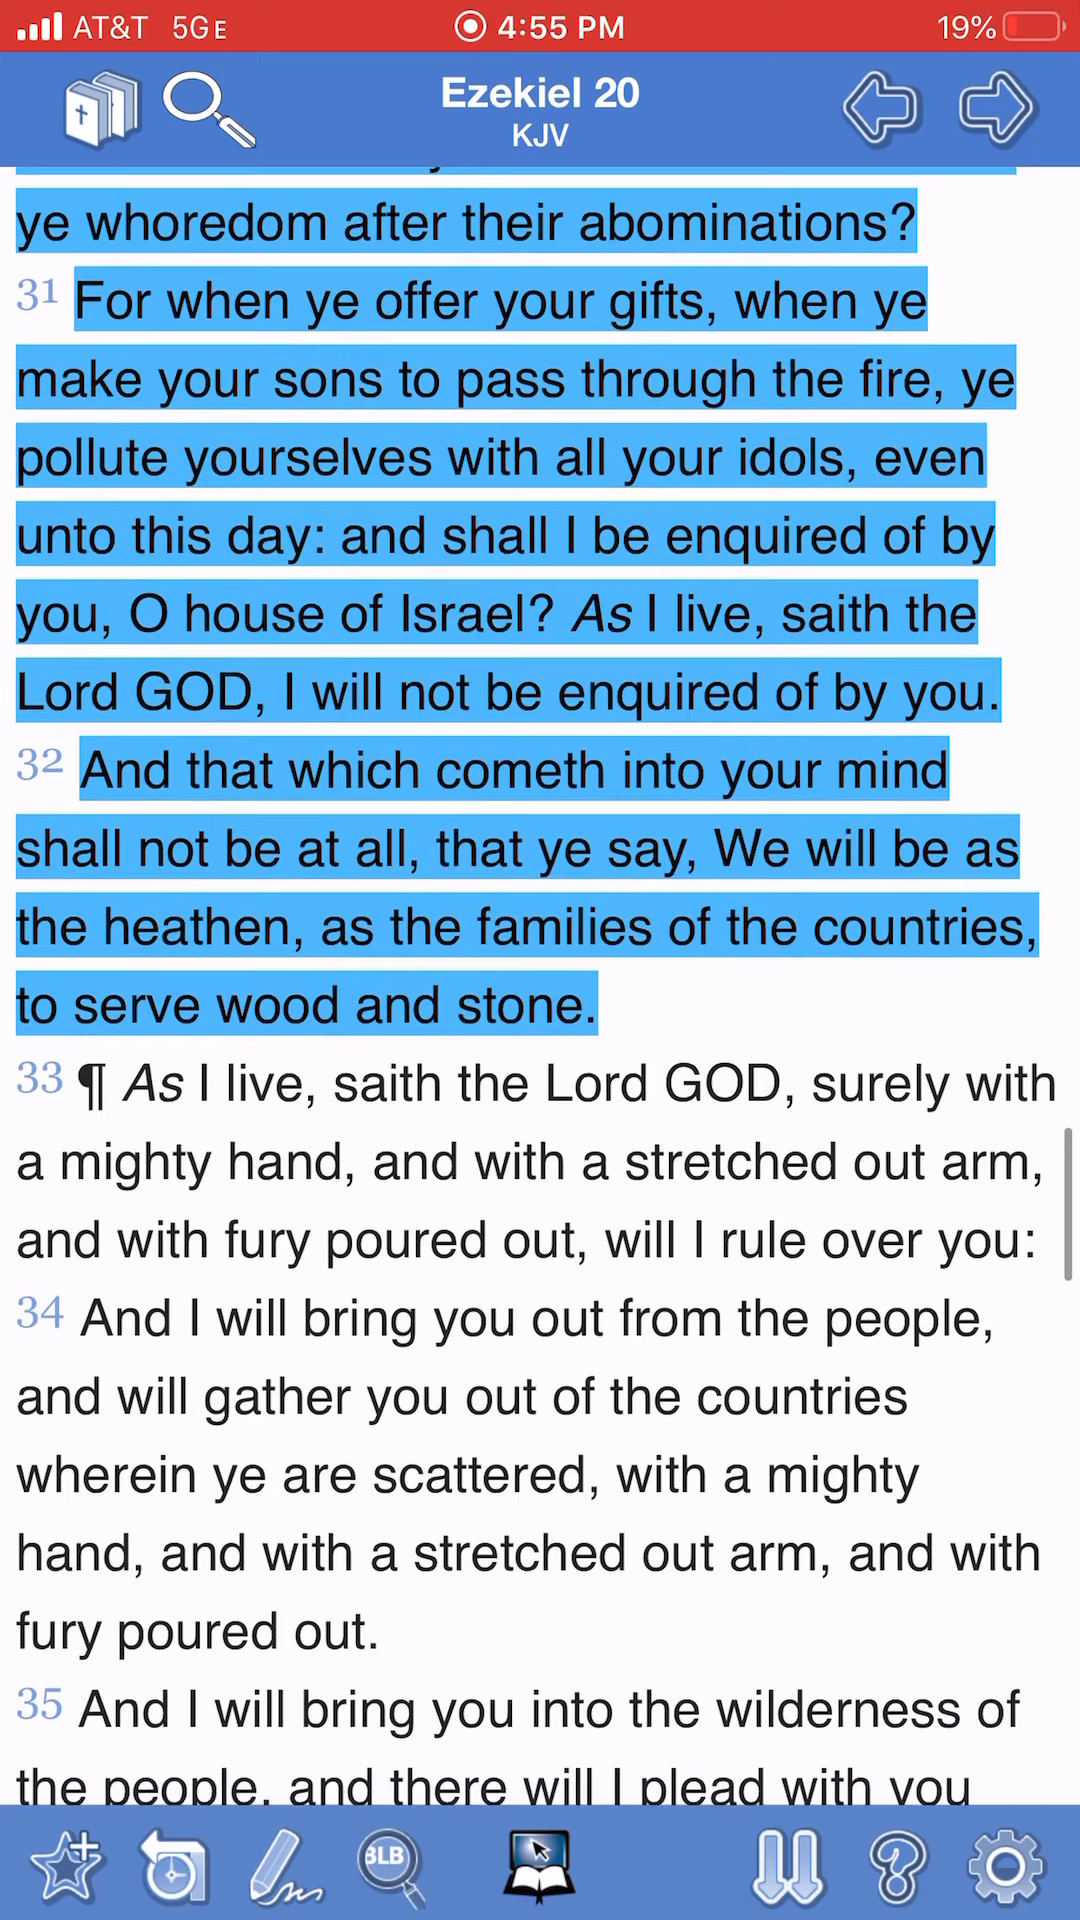 AT&T 5GE 4:55 PM 19%
Ezekiel 20
KJV
ye whoredom after their abominations?
31 For when ye offer your gifts, when ye
make your sons to pass through the fire, ye
pollute yourselves with all your idols, even
unto this day: and shall I be enquired of by
you, O house of Israel? As I live, saith the
Lord GOD, I will not be enquired of by you.
32 And that which cometh into your mind
shall not be at all, that ye say, We will be as
the heathen, as the families of the countries,
to serve wood and stone.
33 ¶ As I live, saith the Lord GOD, surely with
a mighty hand, and with a stretched out arm,
and with fury poured out, will I rule over you:
34 And I will bring you out from the people,
and will gather you out of the countries
wherein ye are scattered, with a mighty
hand, and with a stretched out arm, and with
fury poured out.
35 And I will bring you into the wilderness of
the people, and there will I plead with you
BLB